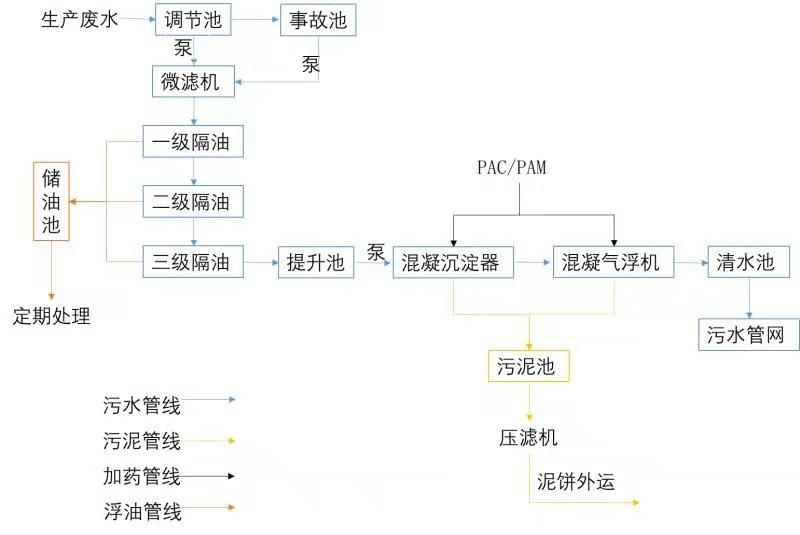 生产废水
调节池
事故池
泵
泵
微滤机
一级隔油
储油池
二级隔油
PAC/PAM
三级隔油
提升池
泵
混凝沉淀器
混凝气浮机
清水池
定期处理
污水管网
污泥池
污水管线
污泥管线
压滤机
加药管线
泥饼外运
浮油管线